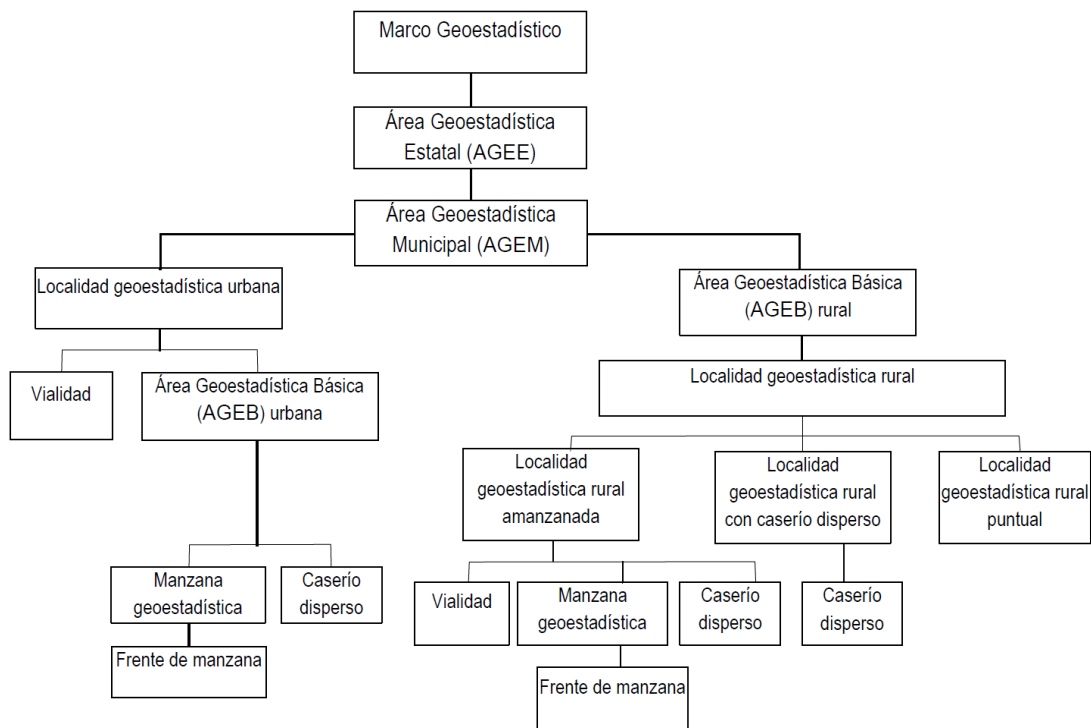 Marco Geoestadístico
Área Geoestadística
Estatal (AGEE)
Área Geoestadística
Municipal (AGEM)
Localidad geoestadística urbana
Vialidad
Área Geoestadística Básica
(AGEB) urbana
Manzana
geoestadística
Caserío
disperso
Frente de manzana
Área Geoestadística Básica
(AGEB) rural
Localidad geoestadística rural
Localidad
geoestadística rural
amanzanada
Localidad
geoestadística rural
con caserío disperso
Localidad
geoestadística rural
puntual
Vialidad
Manzana
geoestadística
Caserío
disperso
Caserío
disperso
Frente de manzana